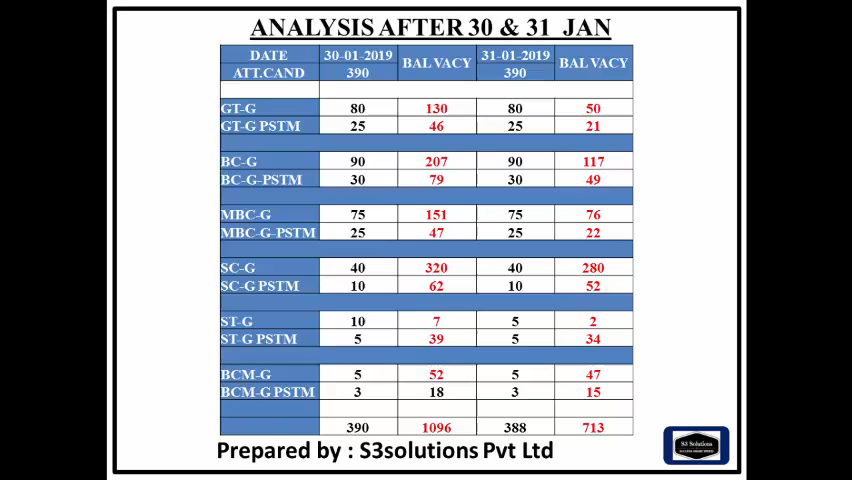 ANALYSIS AFTER 30 & 31 JAN
DATE 30-01-2019 BAL VACY 31-01-2019 BAL VACY
ATT.CAND 390 390
GT-G 80 130 80 50
GT-G PSTM 25 46 25 21
BC-G 90 207 90 117
BC-G-PSTM 30 79 30 49
MBC-G 75 151 75 76
MBC-G-PSTM 25 47 25 22
SC-G 40 320 40 280
SC-G PSTM 10 62 10 52
ST-G 10 7 5 2
ST-G PSTM 5 39 5 34
BCM-G 5 52 5 47
BCM-G PSTM 3 18 3 15
390 1096 388 713
Prepared by : S3solutions Pvt Ltd
S3 Solutions